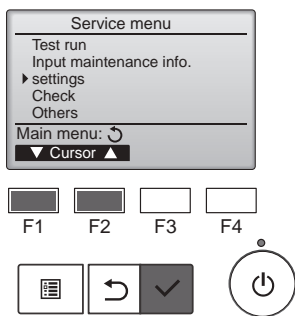 Service menu
Test run
Input maintenance info.
settings
Check
Others
Main menu:
▼ Cursor ▲
F1 F2 F3 F4